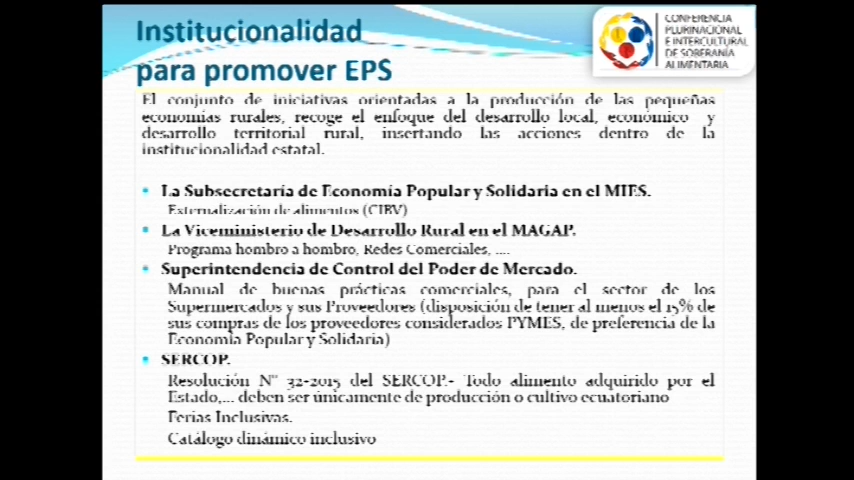 Institucionalidad
para promover EPS
CONFERENCIA
PLURINACIONAL
E INTERCULTURAL
DE SOBERANÍA
ALIMENTARIA
El conjunto de iniciativas orientadas a la producción de las pequeñas
economías rurales, recoge el enfoque del desarrollo local, económico y
desarrollo territorial rural, insertando las acciones dentro de la
institucionalidad estatal.
• La Subsecretaría de Economía Popular y Solidaria en el MIES.
Externalización de alimentos (CIBV)
• La Viceministerio de Desarrollo Rural en el MAGAP.
Programa hombro a hombro, Redes Comerciales, ....
• Superintendencia de Control del Poder de Mercado.
Manual de buenas prácticas comerciales, para el sector de los
Supermercados y sus Proveedores (disposición de tener al menos el 15% de
sus compras de los proveedores considerados PYMES, de preferencia de la
Economía Popular y Solidaria)
• SERCOP.
Resolución N° 32-2015 del SERCOP.- Todo alimento adquirido por el
Estado,... deben ser únicamente de producción o cultivo ecuatoriano
Ferias Inclusivas.
Catálogo dinámico inclusivo